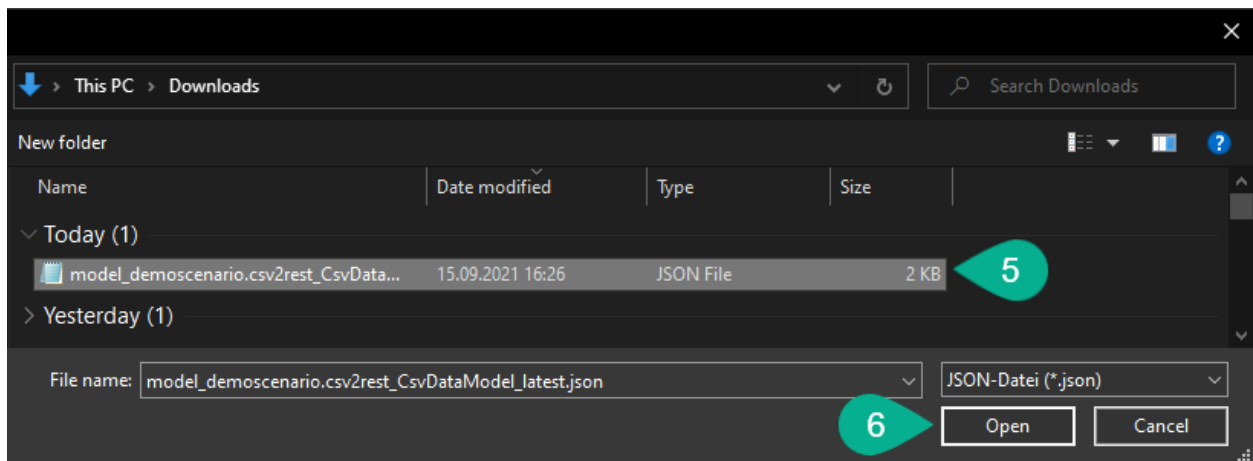 This PC > Downloads
Search Downloads
New folder
?
Name Date modified Type Size
Today (1)
model_demoscenario.csv2rest_CsvData... 15.09.2021 16:26 JSON File 2 KB
5
Yesterday (1)
File name: model_demoscenario.csv2rest_CsvDataModel_latest.json JSON-Datei (*.json)
6
Open Cancel